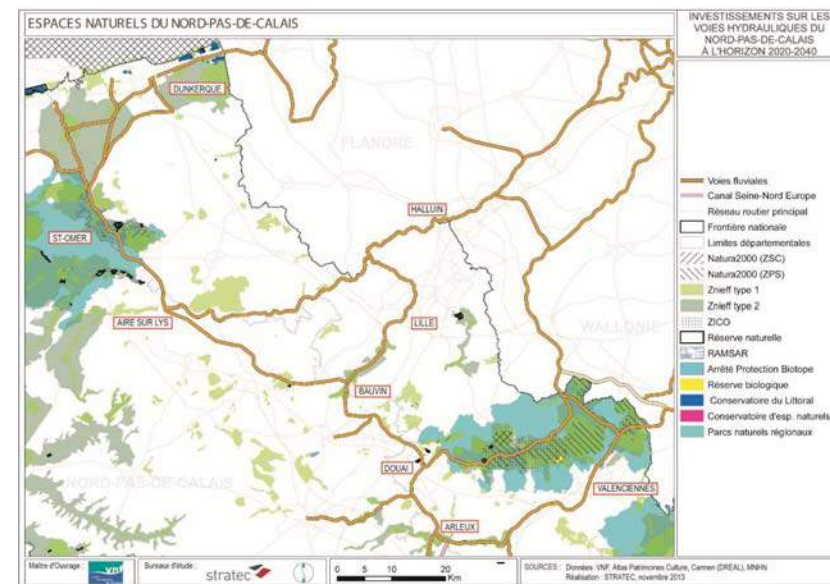 ESPACES NATURELS DU NORD-PAS-DE-CALAIS
INVESTISSEMENTS SUR LES
VOIES HYDRAULIQUES DU
NORD-PAS-DE-CALAIS
À L'HORIZON 2020-2040
DUNKERQUE
FLANDRE
HALLUIN
ST-OMER
AIRE SUR LYS
LILLE
WALLONIE
BAUVIN
DOUAI
NORD-PAS-DE CALAIS
VALENCIENNES
ARLEUX
Voies fluviales
Canal Seine-Nord Europe
Réseau routier principal
Frontière nationale
Limites départementales
Natura2000 (ZSC)
Natura2000 (ZPS)
Znieff type 1
Znieff type 2
ZICO
Réserve naturelle
RAMSAR
Arrêté Protection Biotope
Réserve biologique
Conservatoire du Littoral
Conservatoire d'esp. naturels
Parcs naturels régionaux
Maître d'Ouvrage :
vnf
Bureau d'étude :
stratec
0 5 10 20
Km
SOURCES : Données: VNF, Atlas Patrimoines Culture, Carmen (DREAL), MNHN
Réalisation : STRATEC, novembre 2013